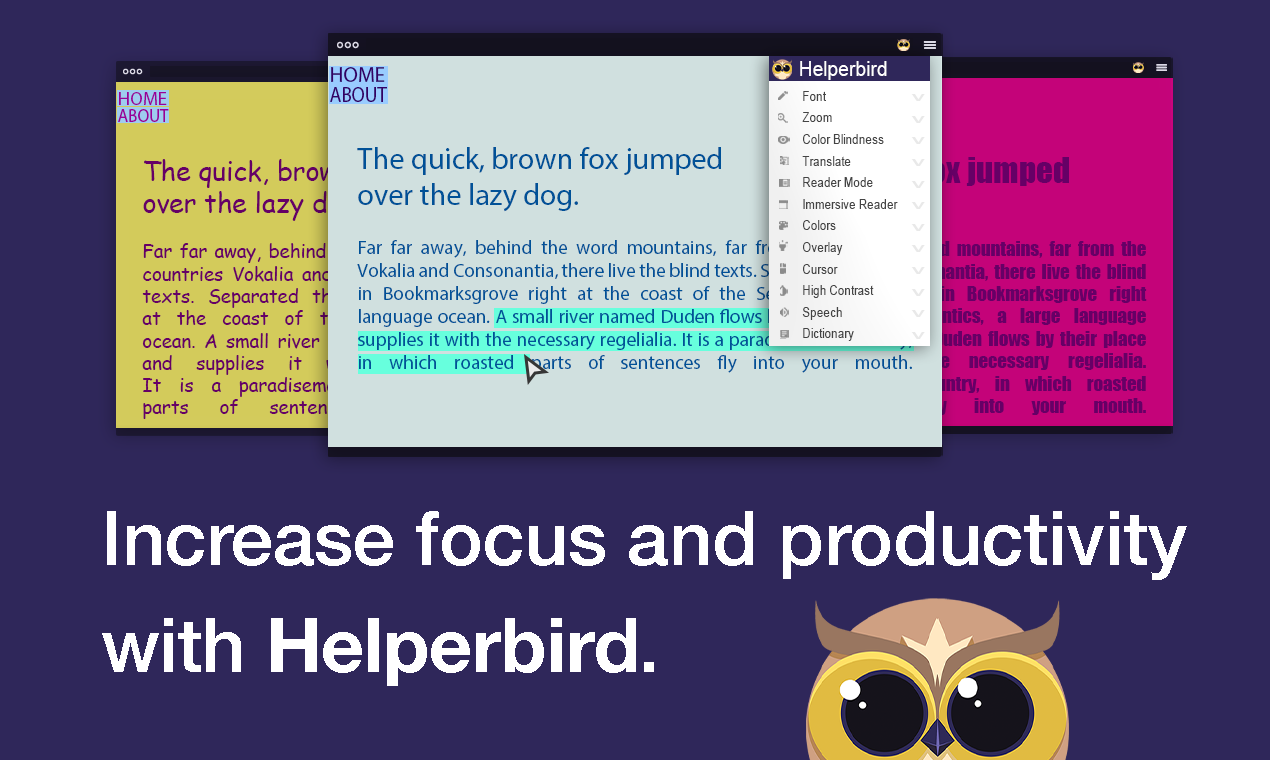 HOME
ABOUT
The quick, brow
over the lazy d
Far far away, behind
countries Vokalia and
texts. Separated th
at the coast of t
ocean. A small river
and supplies it
It is a paradisem
parts of senten
HOME
ABOUT
The quick, brown fox jumped
over the lazy dog.
Far far away, behind the word mountains, far fr
Vokalia and Consonantia, there live the blind texts. S
in Bookmarksgrove right at the coast of the Se
language ocean. A small river named Duden flows
supplies it with the necessary regelialia. It is a parad
in which roasted parts of sentences fly into your mouth.
Helperbird
Font
Zoom
Color Blindness
Translate
Reader Mode
Immersive Reader
Colors
Overlay
Cursor
High Contrast
Speech
Dictionary
ox jumped
d mountains, far from the
nantia, there live the blind
in Bookmarksgrove right
ntics, a large language
uden flows by their place
e necessary regelialia.
untry, in which roasted
y into your mouth.
Increase focus and productivity
with Helperbird.